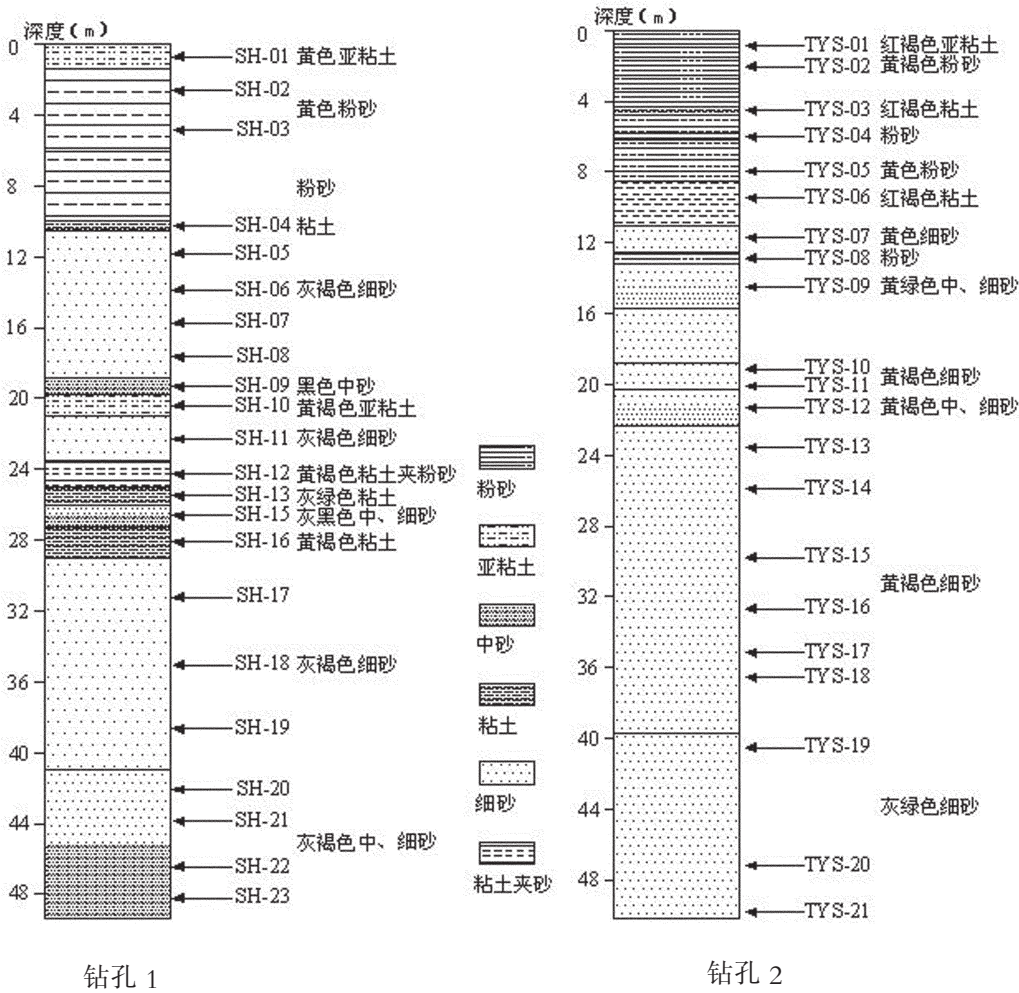 深度(m)
0
4
8
12
16
20
24
28
32
36
40
44
48
SH-01 黄色亚粘土
SH-02
黄色粉砂
SH-03
粉砂
SH-04 粘土
SH-05
SH-06 灰褐色细砂
SH-07
SH-08
SH-09 黑色中砂
SH-10 黄褐色亚粘土
SH-11 灰褐色细砂
SH-12 黄褐色粘土夹粉砂
SH-13 灰绿色粘土
SH-15 灰黑色中、细砂
SH-16 黄褐色粘土
SH-17
SH-18 灰褐色细砂
SH-19
SH-20
SH-21
灰褐色中、细砂
SH-22
SH-23
钻孔 1
粉砂
亚粘土
中砂
粘土
细砂
粘土夹砂
深度(m)
0
4
8
12
16
20
24
28
32
36
40
44
48
TYS-01 红褐色亚粘土
TYS-02 黄褐色粉砂
TYS-03 红褐色粘土
TYS-04 粉砂
TYS-05 黄色粉砂
TYS-06 红褐色粘土
TYS-07 黄色细砂
TYS-08 粉砂
TYS-09 黄绿色中、细砂
TYS-10
黄褐色细砂
TYS-11
TYS-12 黄褐色中、细砂
TYS-13
TYS-14
TYS-15
黄褐色细砂
TYS-16
TYS-17
TYS-18
TYS-19
灰绿色细砂
TYS-20
TYS-21
钻孔 2